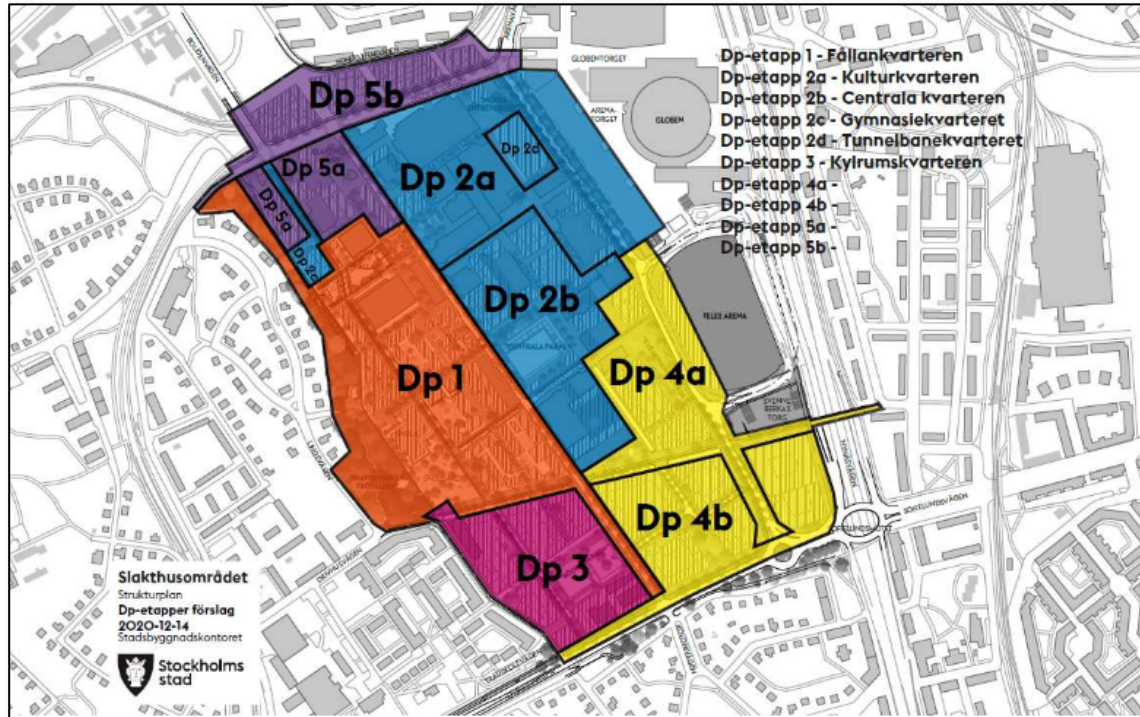 GLOBENTORGET
Dp-etapp 1 - Fållankvarteren
Dp-etapp 2a - Kulturkvarteren
Dp-etapp 2b - Centrala kvarteren
Dp-etapp 2c - Gymnasiekvarteret
Dp-etapp 2d - Tunnelbanekvarteret
Dp-etapp 3 - Kylrumskvarteren
Dp-etapp 4a -
Dp-etapp 4b -
Dp-etapp 5a -
Dp-etapp 5b -
Dp 5b
ARENA-
TORGET
GLOBEN
Dp 2d
Dp 5a
Dp 2a
Dp 5a
Dp 2c
Dp 2b
TELE2 ARENA
Dp 1
Dp 4a
Dp 4b
SOFIELUNDSVÄGEN
Dp 3
Slakthusområdet
Strukturplan
Dp-etapper förslag
2020-12-14
Stadsbyggnadskontoret
Stockholms
stad